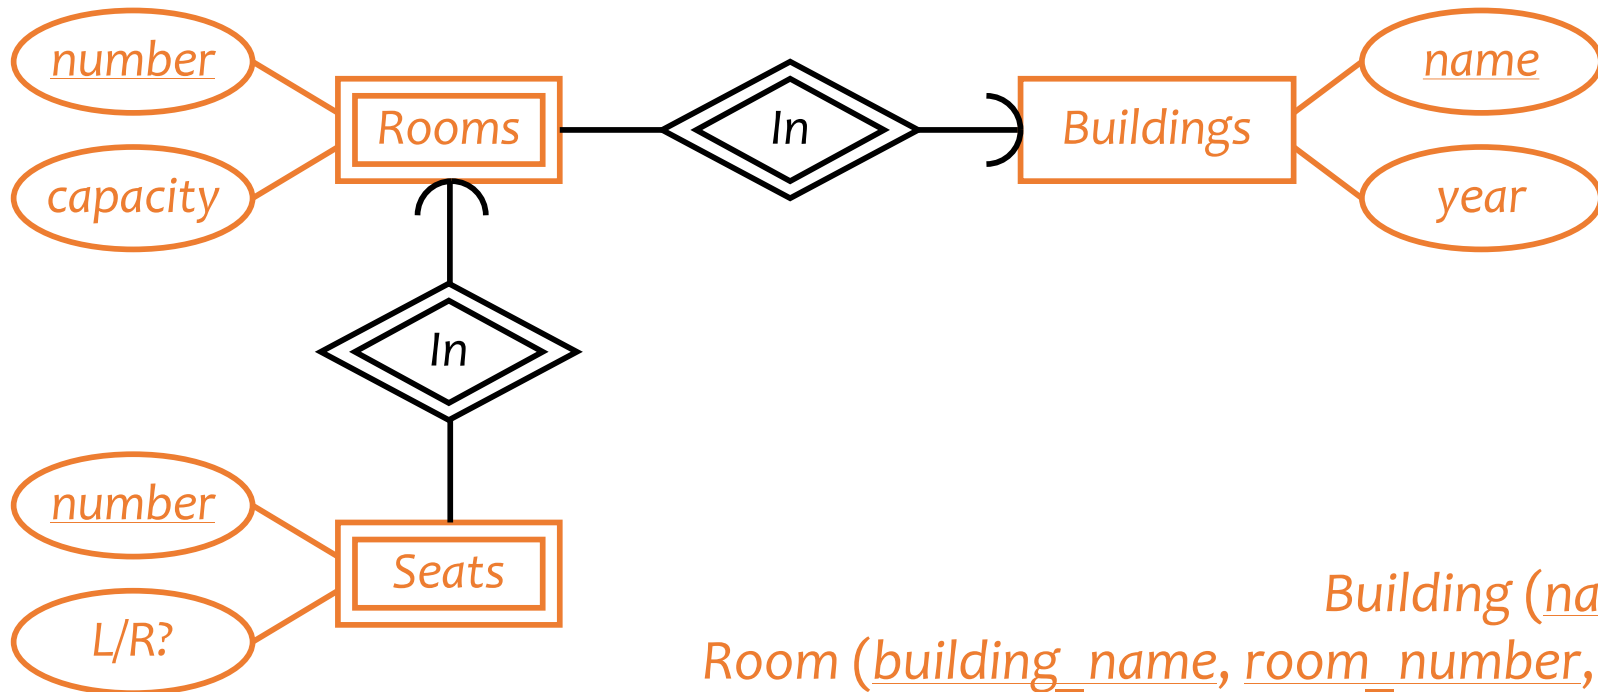 number
name
Rooms
In
Buildings
capacity
year
In
number
Seats
L/R?
Building (
Room (building_name, room_number,